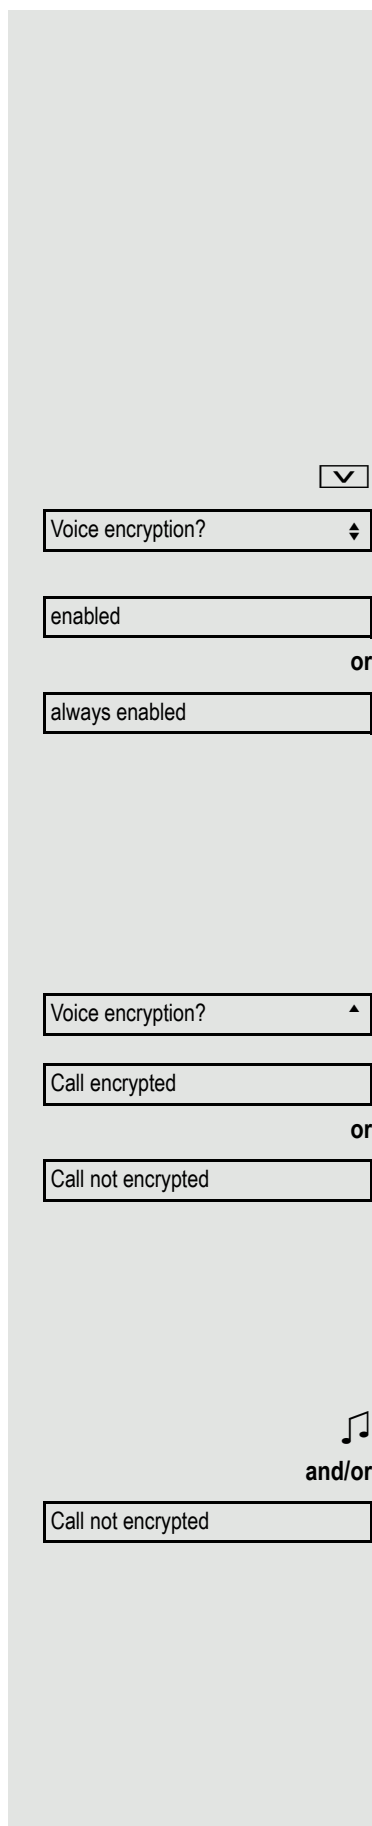 Voice encryption?
enabled
or
always enabled
Voice encryption?
Call encrypted
or
Call not encrypted
and/or
Call not encrypted